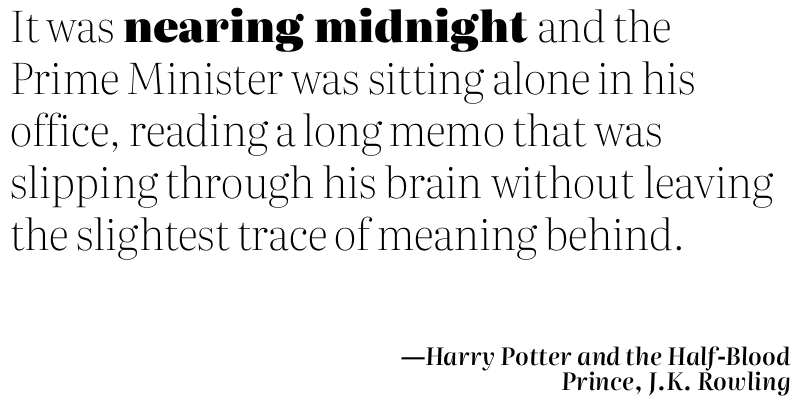 It was nearing midnight and the
Prime Minister was sitting alone in his
office, reading a long memo that was
slipping through his brain without leaving
the slightest trace of meaning behind.
—Harry Potter and the Half-Blood
Prince, J.K. Rowling